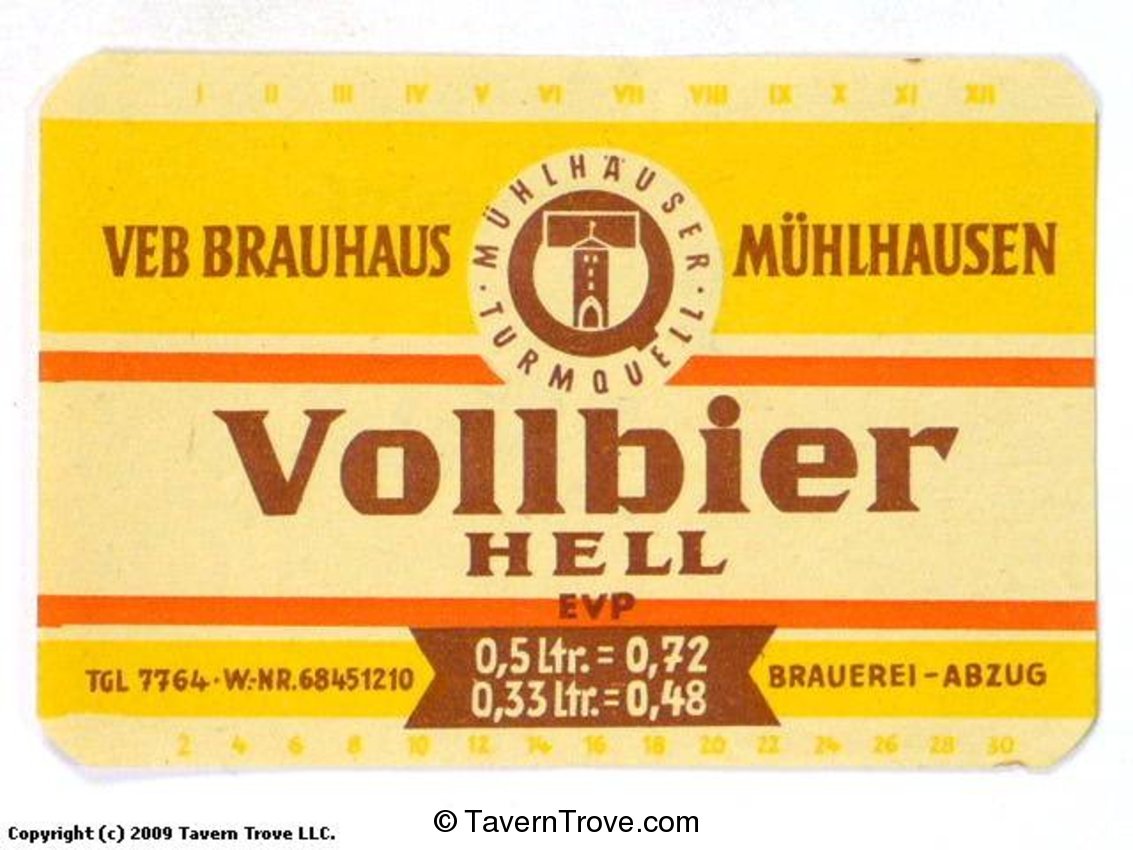 I II III IV V VI VII VIII IX X XI XII
VEB BRAUHAUS
MÜHLHÄUSER · TURMQUELL ·
MÜHLHAUSEN
Vollbier
HELL
EVP
0,5 Ltr. = 0,72
0,33 Ltr. = 0,48
TGL 7764 · W.-NR. 68451210
BRAUEREI - ABZUG
2 4 6 8 10 12 14 16 18 20 22 24 26 28 30
Copyright (c) 2009 Tavern Trove LLC.
© TavernTrove.com